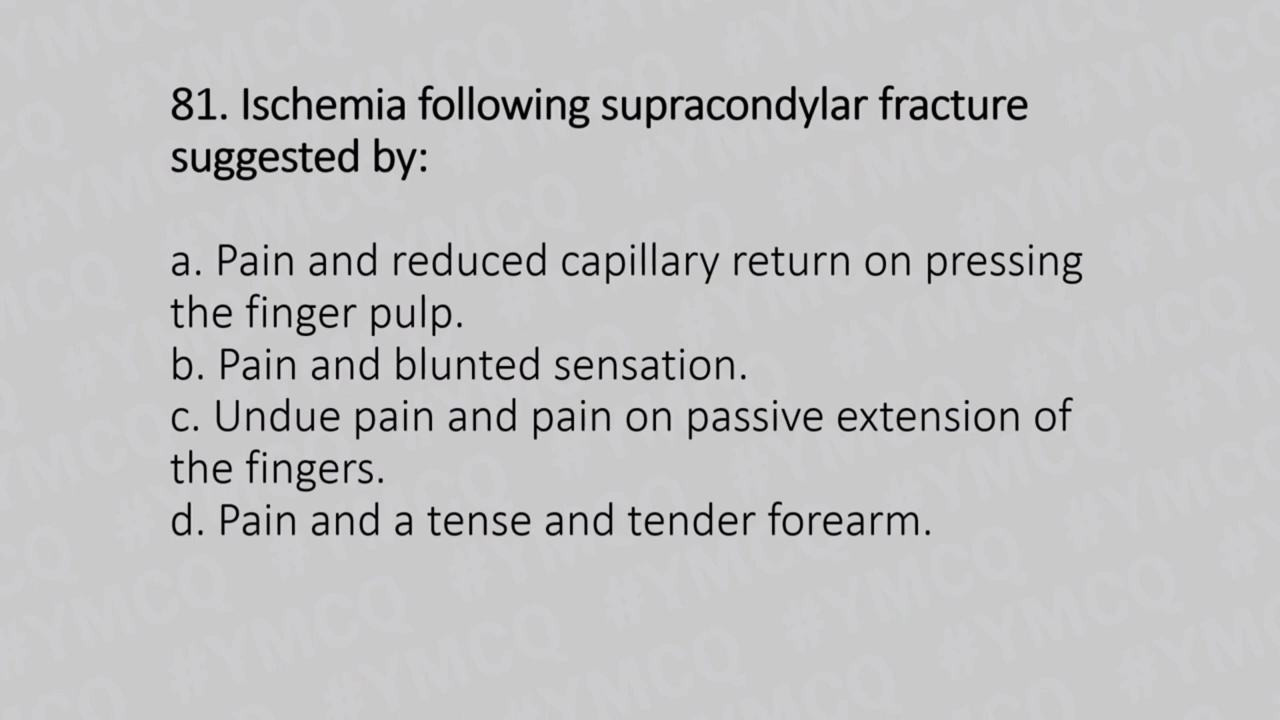 81. Ischemia following supracondylar fracture
suggested by:
a. Pain and reduced capillary return on pressing
the finger pulp.
b. Pain and blunted sensation.
c. Undue pain and pain on passive extension of
the fingers.
d. Pain and a tense and tender forearm.
#YMCQ